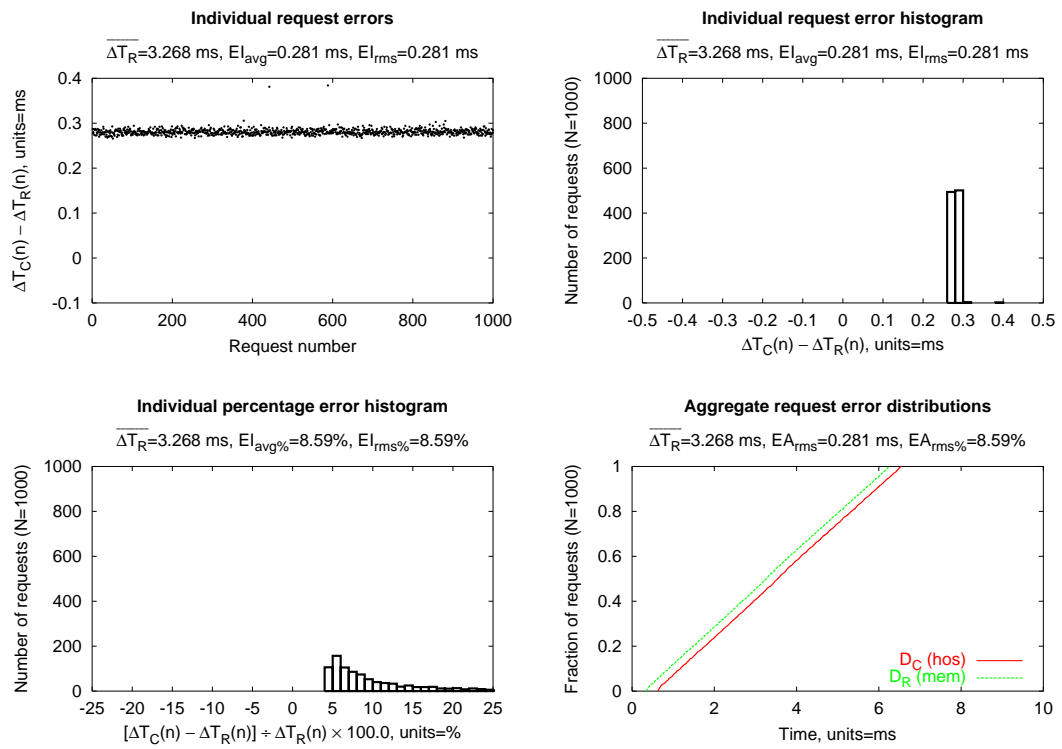 Individual request errors
ΔT_R=3.268 ms, EI_avg=0.281 ms, EI_rms=0.281 ms
0.4
0.3
0.2
0.1
0
-0.1
ΔT_C(n) − ΔT_R(n), units=ms
0 200 400 600 800 1000
Request number
Individual request error histogram
ΔT_R=3.268 ms, EI_avg=0.281 ms, EI_rms=0.281 ms
1000
800
600
400
200
0
Number of requests (N=1000)
-0.5 -0.4 -0.3 -0.2 -0.1 0 0.1 0.2 0.3 0.4 0.5
ΔT_C(n) − ΔT_R(n), units=ms
Individual percentage error histogram
ΔT_R=3.268 ms, EI_avg%=8.59%, EI_rms%=8.59%
1000
800
600
400
200
0
Number of requests (N=1000)
-25 -20 -15 -10 -5 0 5 10 15 20 25
[ΔT_C(n) − ΔT_R(n)] ÷ ΔT_R(n) × 100.0, units=%
Aggregate request error distributions
ΔT_R=3.268 ms, EA_rms=0.281 ms, EA_rms%=8.59%
1
0.8
0.6
0.4
0.2
0
Fraction of requests (N=1000)
D_C (hos)
D_R (mem)
0 2 4 6 8 10
Time, units=ms